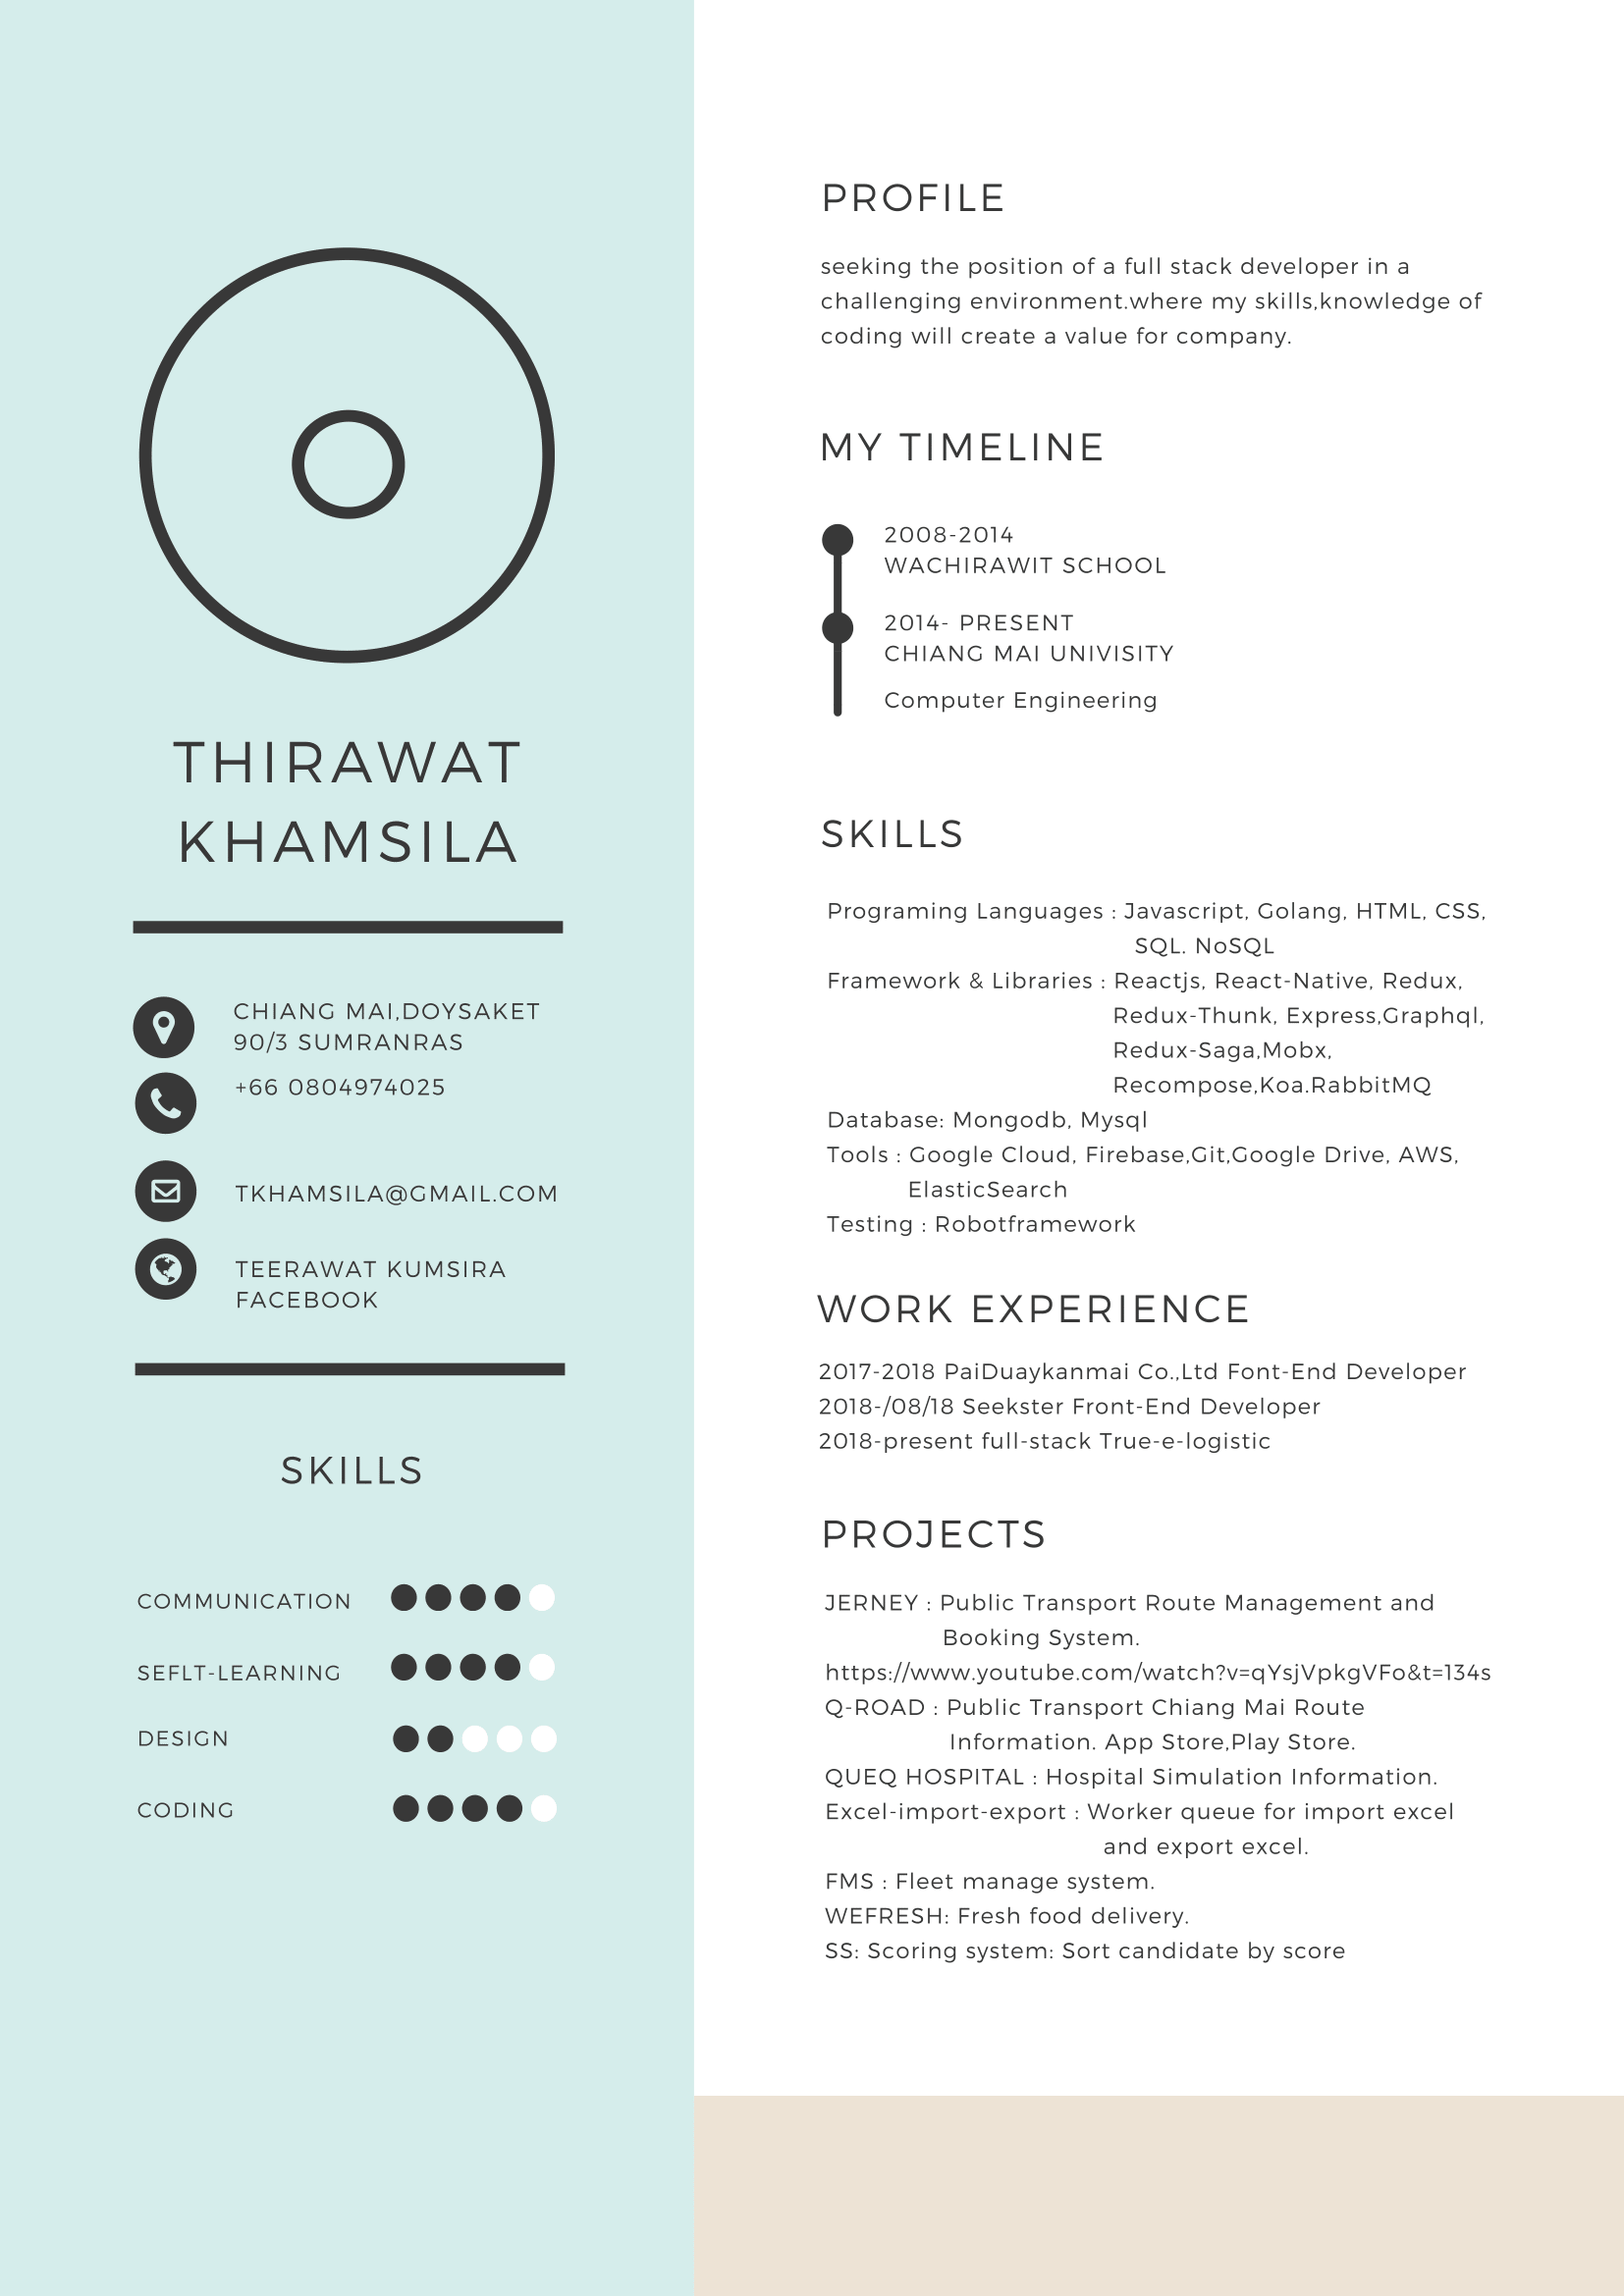 THIRAWAT
KHAMSILA
CHIANG MAI,DOYSAKET
90/3 SUMRANRAS
+66 0804974025
TKHAMSILA@GMAIL.COM
TEERAWAT KUMSIRA
FACEBOOK
SKILLS
COMMUNICATION
SEFLT-LEARNING
DESIGN
CODING
PROFILE
seeking the position of a full stack developer in a
challenging environment.where my skills,knowledge of
coding will create a value for company.
MY TIMELINE
2008-2014
WACHIRAWIT SCHOOL
2014- PRESENT
CHIANG MAI UNIVISITY
Computer Engineering
SKILLS
Programing Languages : Javascript, Golang, HTML, CSS,
SQL. NoSQL
Framework & Libraries : Reactjs, React-Native, Redux,
Redux-Thunk, Express,Graphql,
Redux-Saga,Mobx,
Recompose,Koa.RabbitMQ
Database: Mongodb, Mysql
Tools : Google Cloud, Firebase,Git,Google Drive, AWS,
ElasticSearch
Testing : Robotframework
WORK EXPERIENCE
2017-2018 PaiDuaykanmai Co.,Ltd Font-End Developer
2018-/08/18 Seekster Front-End Developer
2018-present full-stack True-e-logistic
PROJECTS
JERNEY : Public Transport Route Management and
Booking System.
https://www.youtube.com/watch?v=qYsjVpkgVFo&t=134s
Q-ROAD : Public Transport Chiang Mai Route
Information. App Store,Play Store.
QUEQ HOSPITAL : Hospital Simulation Information.
Excel-import-export : Worker queue for import excel
and export excel.
FMS : Fleet manage system.
WEFRESH: Fresh food delivery.
SS: Scoring system: Sort candidate by score